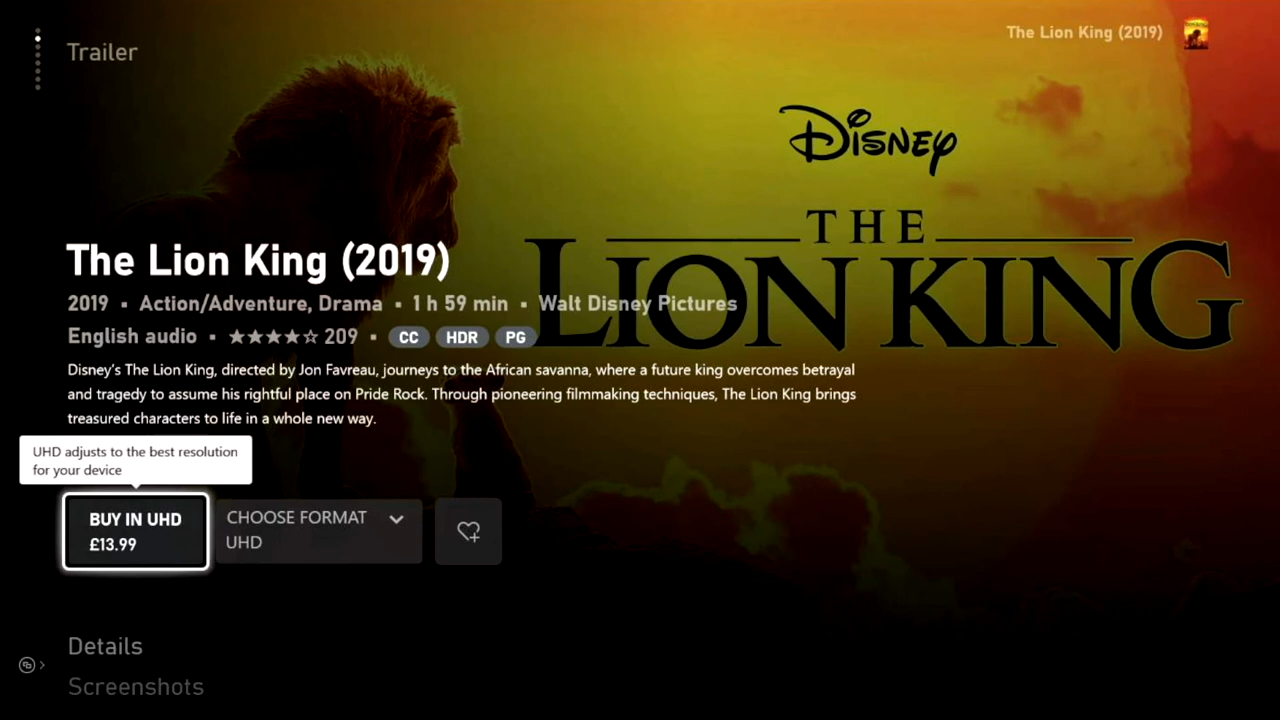 Trailer
The Lion King (2019)
Disney
THE
LION KING
The Lion King (2019)
2019 ▪ Action/Adventure, Drama ▪ 1 h 59 min ▪ Walt Disney Pictures
English audio ▪ ★★★★☆ 209 ▪ CC HDR PG
Disney's The Lion King, directed by Jon Favreau, journeys to the African savanna, where a future king overcomes betrayal
and tragedy to assume his rightful place on Pride Rock. Through pioneering filmmaking techniques, The Lion King brings
treasured characters to life in a whole new way.
UHD adjusts to the best resolution
for your device
BUY IN UHD
£13.99
CHOOSE FORMAT
UHD
Details
Screenshots